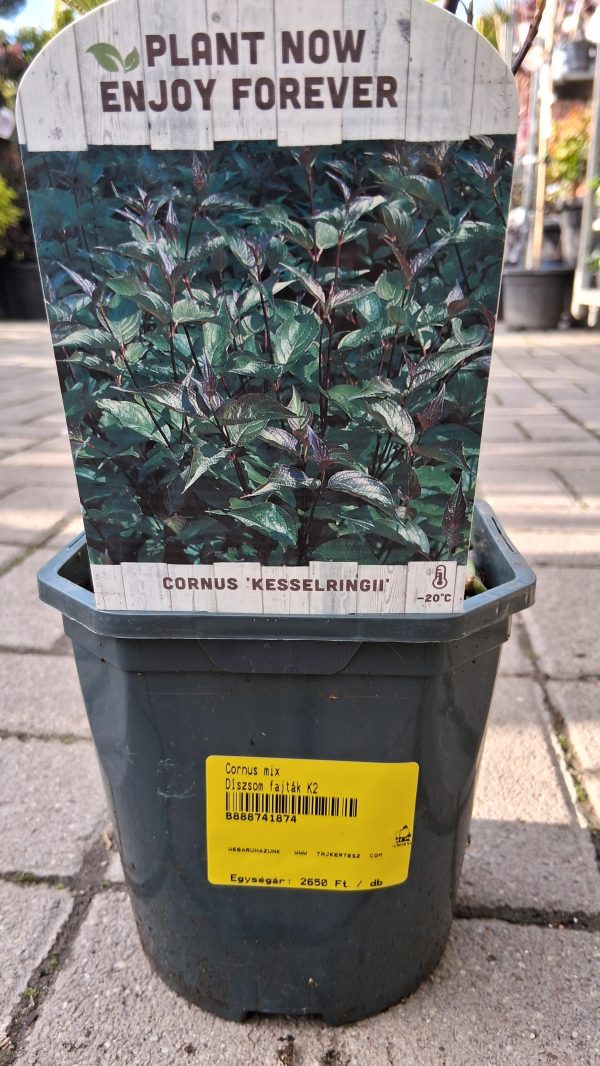 PLANT NOW
ENJOY FOREVER
CORNUS 'KESSELRINGII'
-20°C
Cornus mix
Díszsom fajták K2
B888741874
WEBARUHAZUNK WWW TAJKERTESZ COM
Egységár: 2650 Ft / db